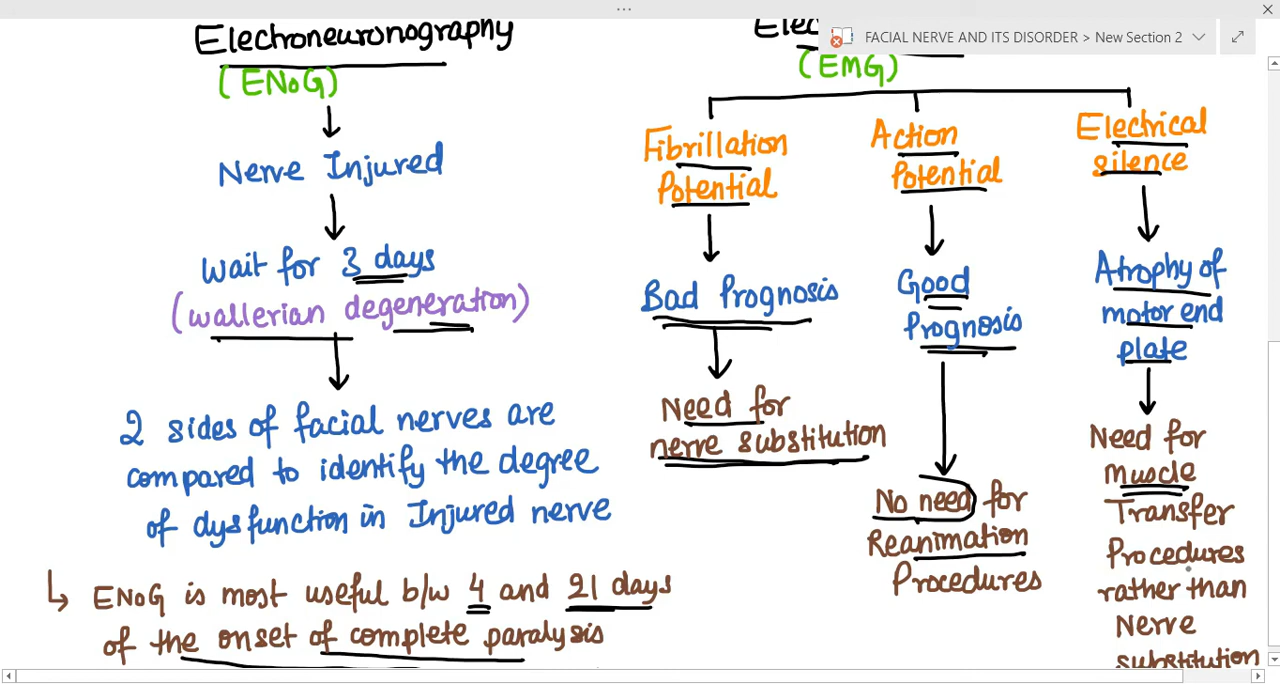 FACIAL NERVE AND ITS DISORDER > New Section 2
Electroneuronography
(ENoG)
Nerve Injured
Wait for 3 days
(wallerian degeneration)
2 sides of facial nerves are
compared to identify the degree
of dysfunction in Injured nerve
↳ ENoG is most useful b/w 4 and 21 days
of the onset of complete paralysis
(EMG)
Fibrillation
Potential
Bad Prognosis
Need for
nerve substitution
Action
Potential
Good
Prognosis
No need for
Reanimation
Procedures
Electrical
silence
Atrophy of
motor end
plate
Need for
Muscle
Transfer
Procedures
rather than
Nerve
substitution